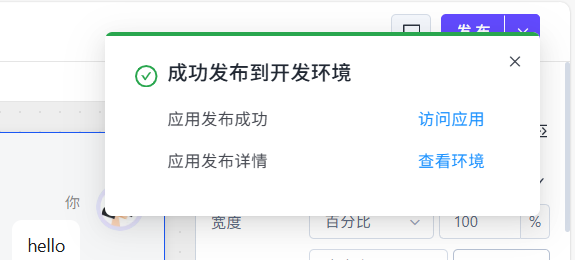 发布
成功发布到开发环境
应用发布成功 访问应用
应用发布详情 查看环境
你
宽度 百分比 100 %
hello